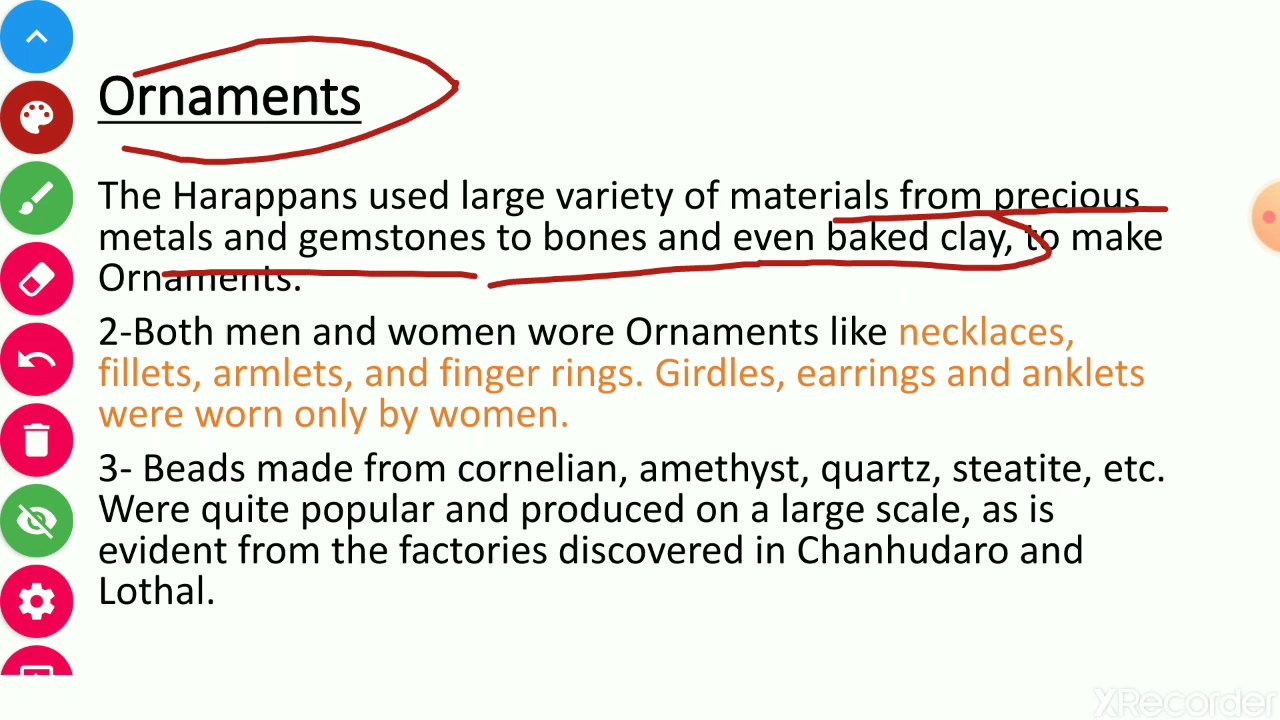 Ornaments
The Harappans used large variety of materials from precious
metals and gemstones to bones and even baked clay, to make
Ornaments.
2-Both men and women wore Ornaments like necklaces,
fillets, armlets, and finger rings. Girdles, earrings and anklets
were worn only by women.
3- Beads made from cornelian, amethyst, quartz, steatite, etc.
Were quite popular and produced on a large scale, as is
evident from the factories discovered in Chanhudaro and
Lothal.
XRecorder